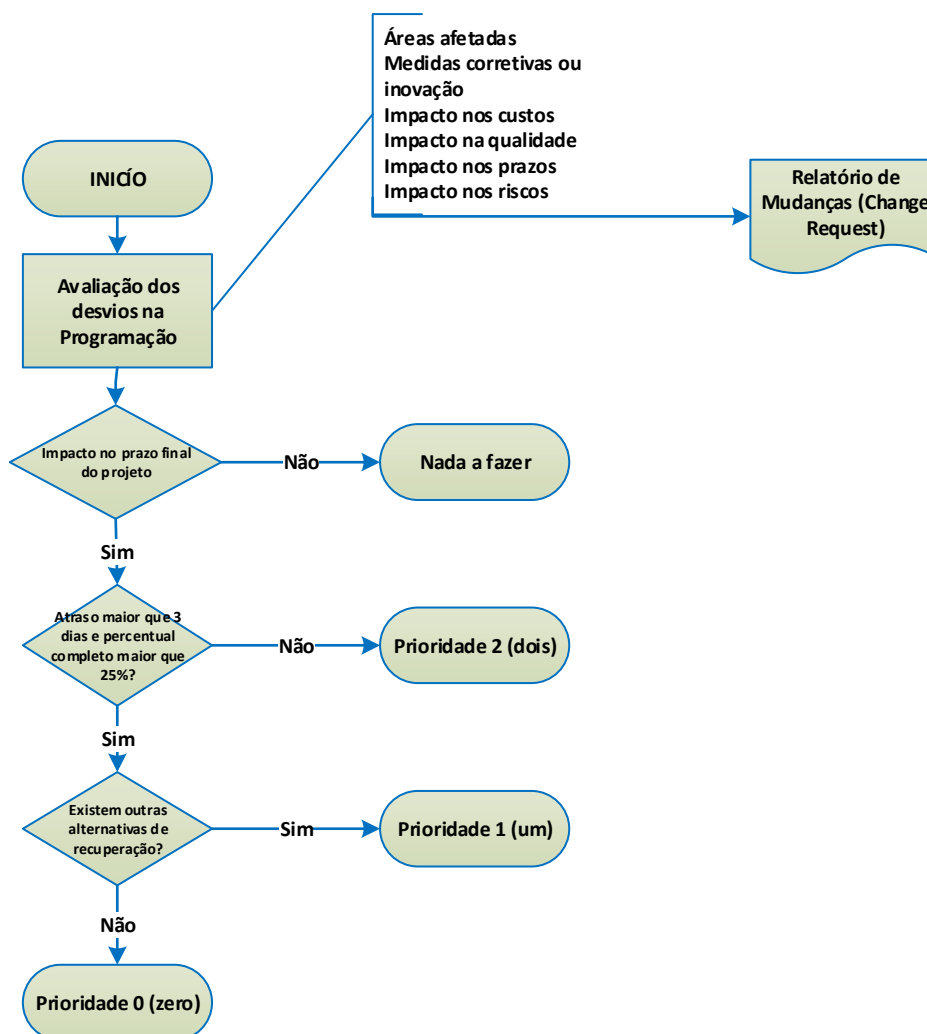 Áreas afetadas
Medidas corretivas ou
inovação
Impacto nos custos
Impacto na qualidade
Impacto nos prazos
Impacto nos riscos
INICÍO
Relatório de
Mudanças (Change
Request)
Avaliação dos
desvios na
Programação
Impacto no prazo final
do projeto
Não
Nada a fazer
Sim
Atraso maior que 3
dias e percentual
completo maior que
25%?
Não
Prioridade 2 (dois)
Sim
Existem outras
alternativas de
recuperação?
Sim
Prioridade 1 (um)
Não
Prioridade 0 (zero)